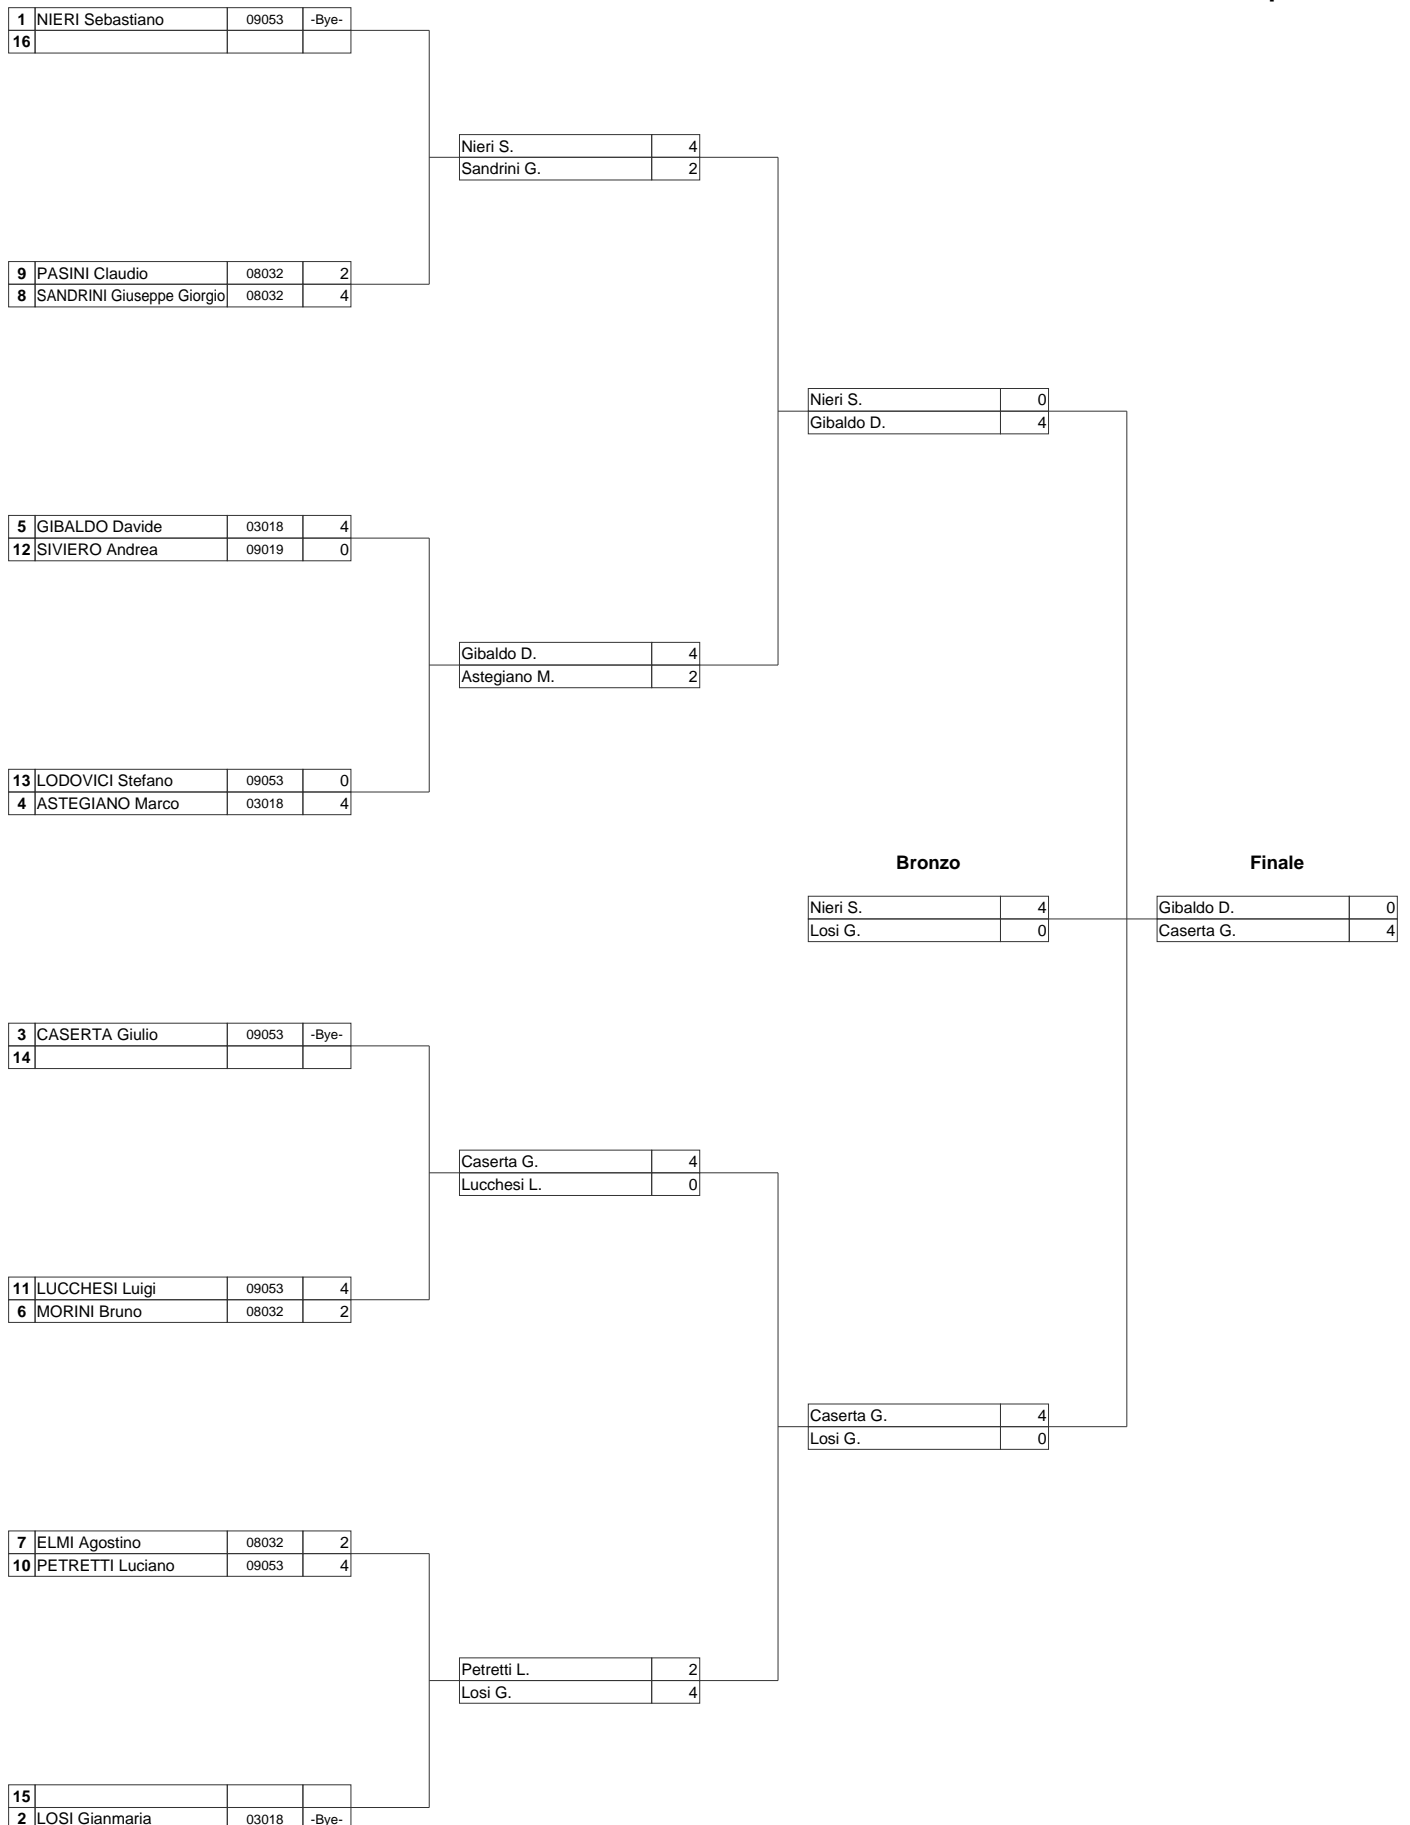 1 NIERI Sebastiano 09053 -Bye-
16
Nieri S. 4
Sandrini G. 2
9 PASINI Claudio 08032 2
8 SANDRINI Giuseppe Giorgio 08032 4
Nieri S. 0
Gibaldo D. 4
5 GIBALDO Davide 03018 4
12 SIVIERO Andrea 09019 0
Gibaldo D. 4
Astegiano M. 2
13 LODOVICI Stefano 09053 0
4 ASTEGIANO Marco 03018 4
Bronzo Finale
Nieri S. 4 Gibaldo D. 0
Losi G. 0 Caserta G. 4
3 CASERTA Giulio 09053 -Bye-
14
Caserta G. 4
Lucchesi L. 0
11 LUCCHESI Luigi 09053 4
6 MORINI Bruno 08032 2
Caserta G. 4
Losi G. 0
7 ELMI Agostino 08032 2
10 PETRETTI Luciano 09053 4
Petretti L. 2
Losi G. 4
15
2 LOSI Gianmaria 03018 -Bye-